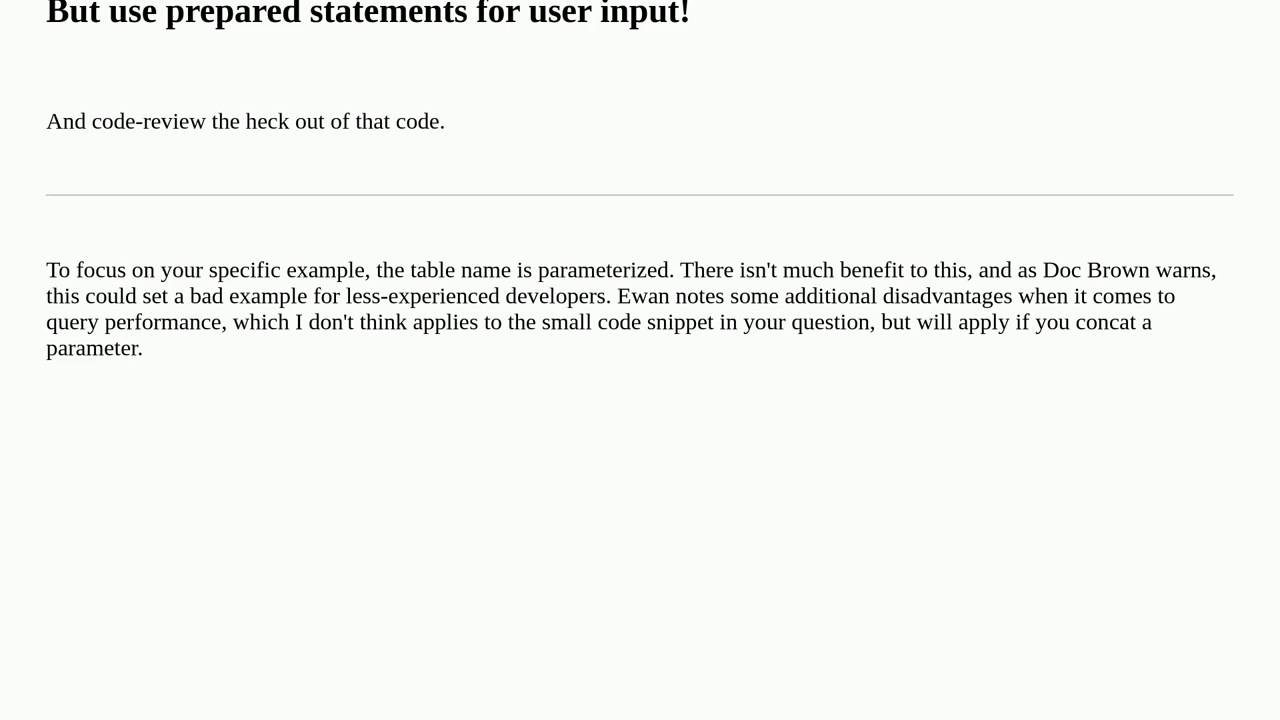 But use prepared statements for user input!
And code-review the heck out of that code.
To focus on your specific example, the table name is parameterized. There isn't much benefit to this, and as Doc Brown warns,
this could set a bad example for less-experienced developers. Ewan notes some additional disadvantages when it comes to
query performance, which I don't think applies to the small code snippet in your question, but will apply if you concat a
parameter.